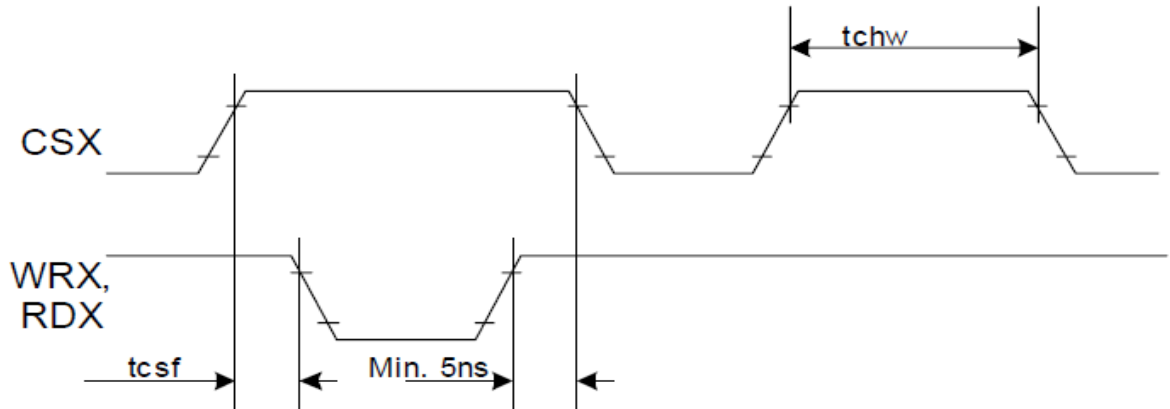 tchw
CSX
WRX,
RDX
tcsf
Min. 5ns